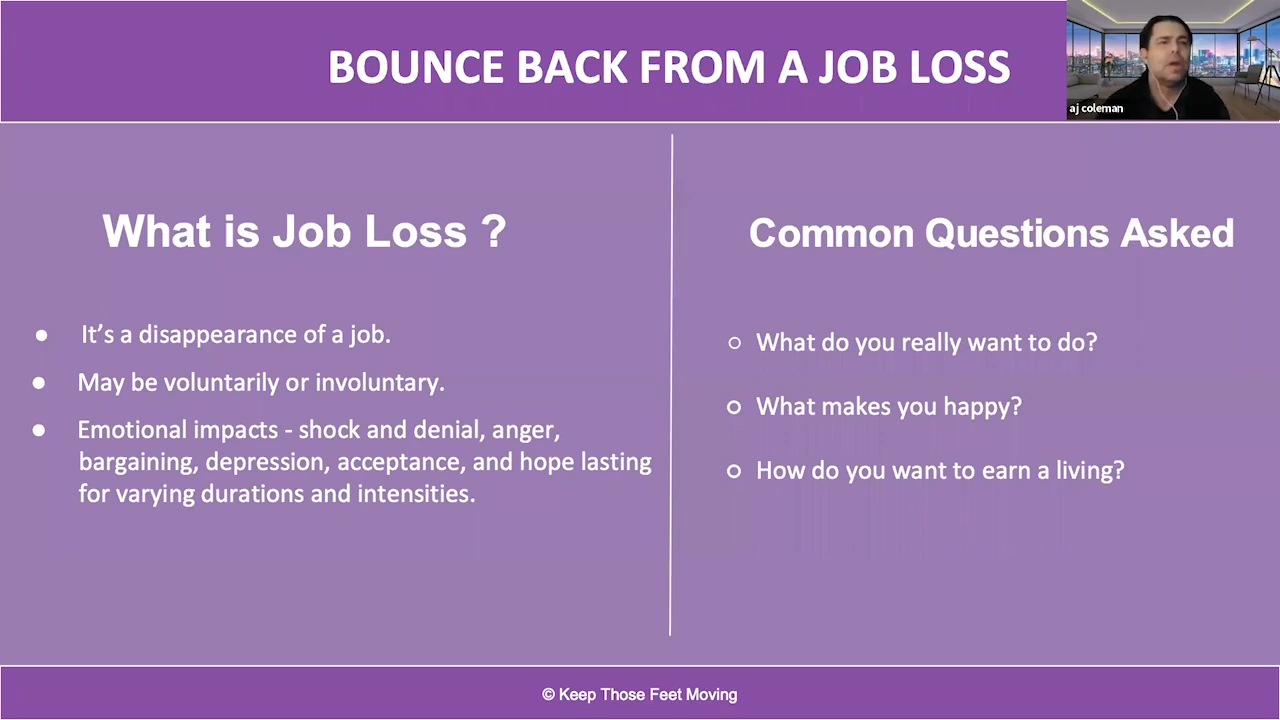 BOUNCE BACK FROM A JOB LOSS
aj coleman
What is Job Loss ?
● It’s a disappearance of a job.
● May be voluntarily or involuntary.
● Emotional impacts - shock and denial, anger,
bargaining, depression, acceptance, and hope lasting
for varying durations and intensities.
Common Questions Asked
○ What do you really want to do?
○ What makes you happy?
○ How do you want to earn a living?
© Keep Those Feet Moving